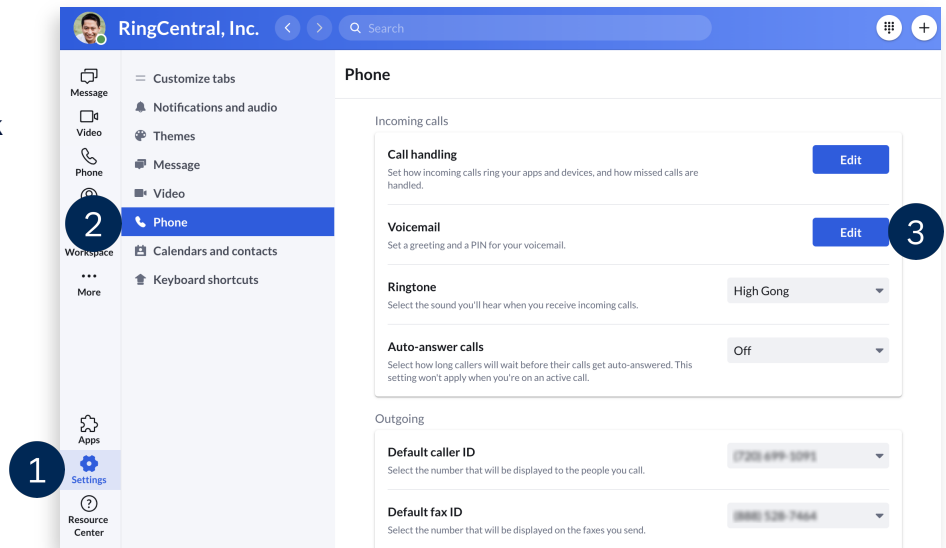 RingCentral, Inc.
Search
Message
Video
Phone
Workspace
More
Apps
Settings
Resource
Center
1
2
3
Customize tabs
Notifications and audio
Themes
Message
Video
Phone
Calendars and contacts
Keyboard shortcuts
Phone
Incoming calls
Call handling
Set how incoming calls ring your apps and devices, and how missed calls are
handled.
Edit
Voicemail
Set a greeting and a PIN for your voicemail.
Edit
Ringtone
Select the sound you'll hear when you receive incoming calls.
High Gong
Auto-answer calls
Select how long callers will wait before their calls get auto-answered. This
setting won't apply when you're on an active call.
Off
Outgoing
Default caller ID
Select the number that will be displayed to the people you call.
Default fax ID
Select the number that will be displayed on the faxes you send.